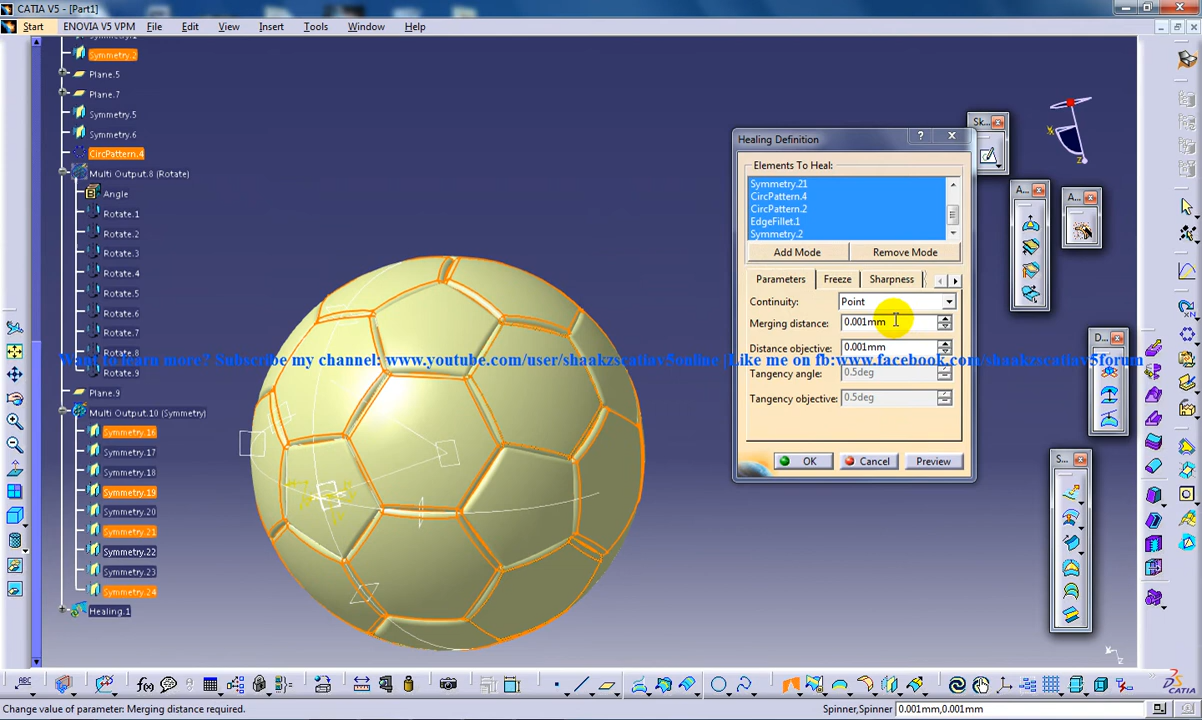 CATIA V5 - [Part1]
Start ENOVIA V5 VPM File Edit View Insert Tools Window Help
Symmetry.2
Plane.5
Plane.7
Symmetry.5
Symmetry.6
CircPattern.4
Multi Output.8 (Rotate)
Angle
Rotate.1
Rotate.2
Rotate.3
Rotate.4
Rotate.5
Rotate.6
Rotate.7
Rotate.8
Rotate.9
Plane.9
Multi Output.10 (Symmetry)
Symmetry.16
Symmetry.17
Symmetry.18
Symmetry.19
Symmetry.20
Symmetry.21
Symmetry.22
Symmetry.23
Symmetry.24
Healing.1
Want to learn more? Subscribe my channel: www.youtube.com/user/shaakzscattav5online |Like me on fb:www.facebook.com/shaakzscattav5forum
Sk...
A...
A...
D...
S...
Healing Definition
Elements To Heal:
Symmetry.21
CircPattern.4
CircPattern.2
EdgeFillet.1
Symmetry.2
Add Mode Remove Mode
Parameters Freeze Sharpness
Continuity: Point
Merging distance: 0.001mm
Distance objective: 0.001mm
Tangency angle: 0.5deg
Tangency objective: 0.5deg
OK Cancel Preview
Change value of parameter: Merging distance required.
Spinner,Spinner 0.001mm,0.001mm